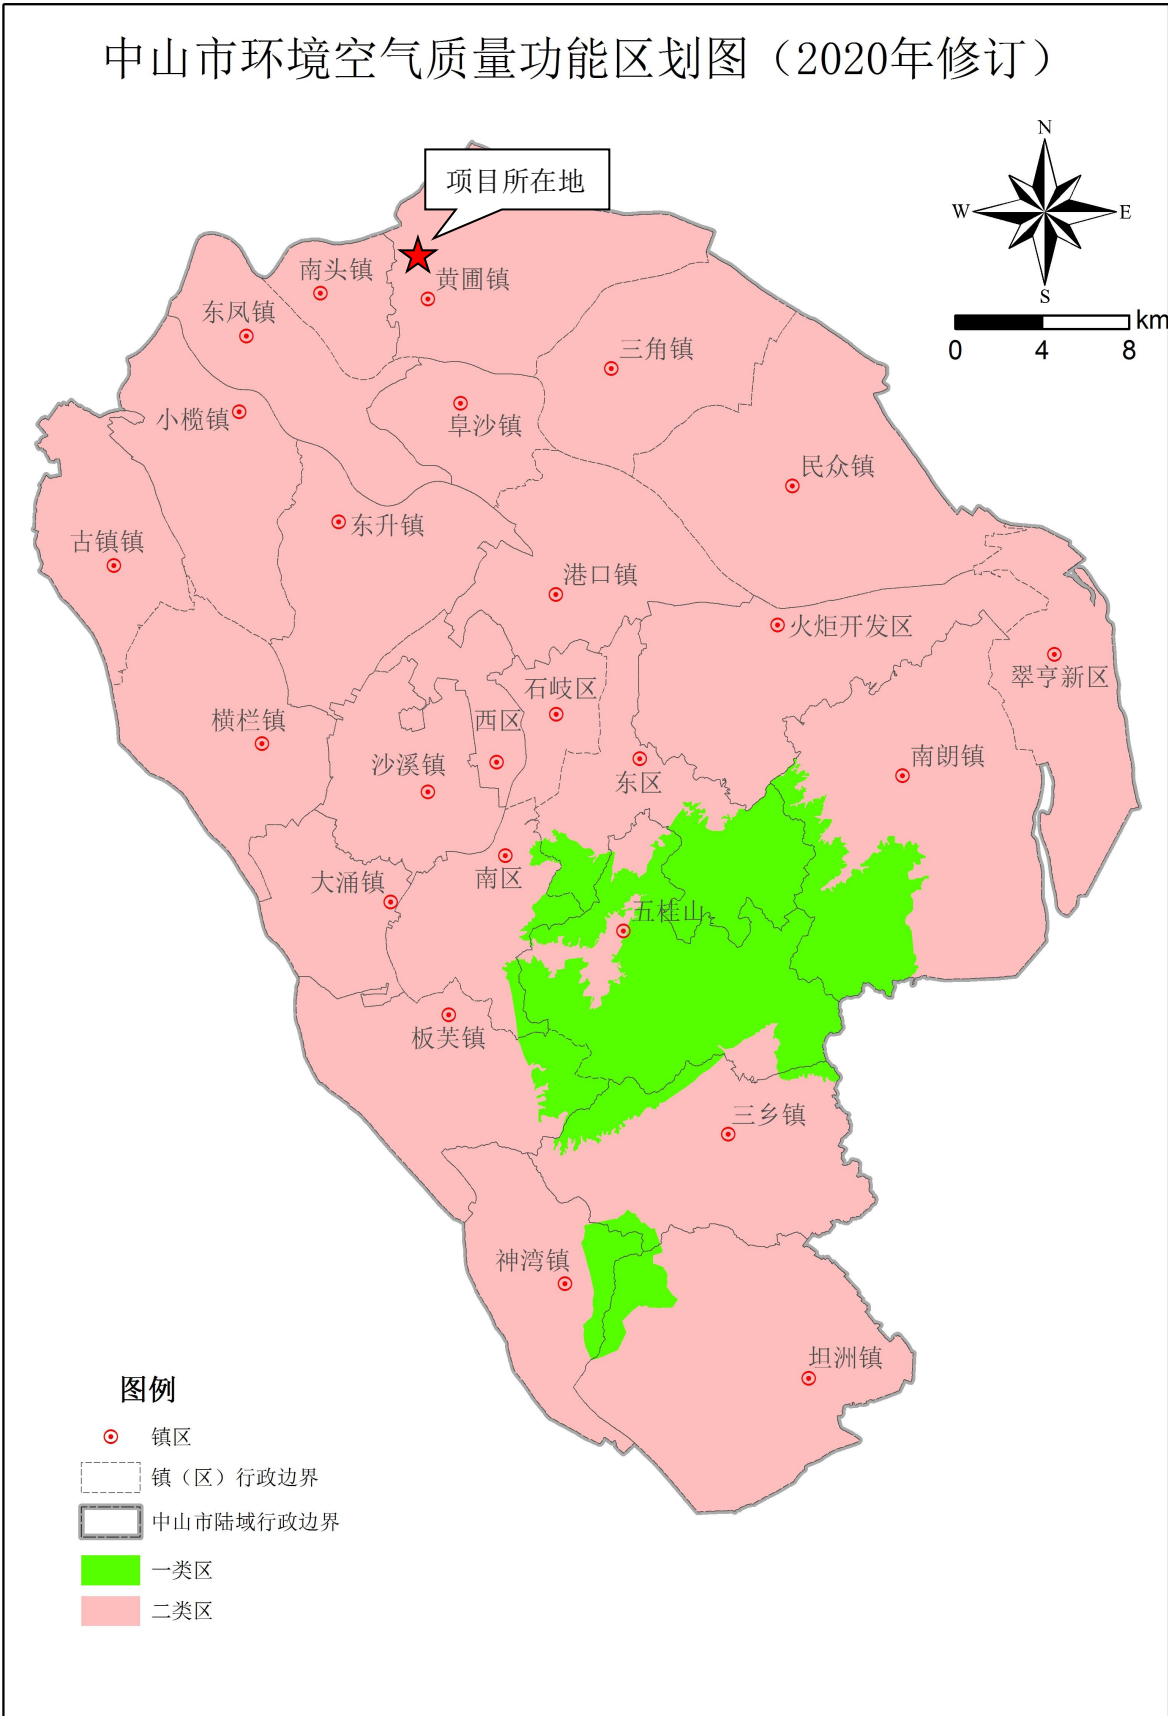 中山市环境空气质量功能区划图（2020年修订）
N
W
E
S
km
0
4
8
项目所在地
南头镇
黄圃镇
东凤镇
三角镇
小榄镇
阜沙镇
民众镇
东升镇
古镇镇
港口镇
火炬开发区
翠亨新区
石岐区
西区
横栏镇
沙溪镇
东区
南朗镇
南区
大涌镇
五桂山
板芙镇
三乡镇
神湾镇
坦洲镇
图例
镇区
镇（区）行政边界
中山市陆域行政边界
一类区
二类区